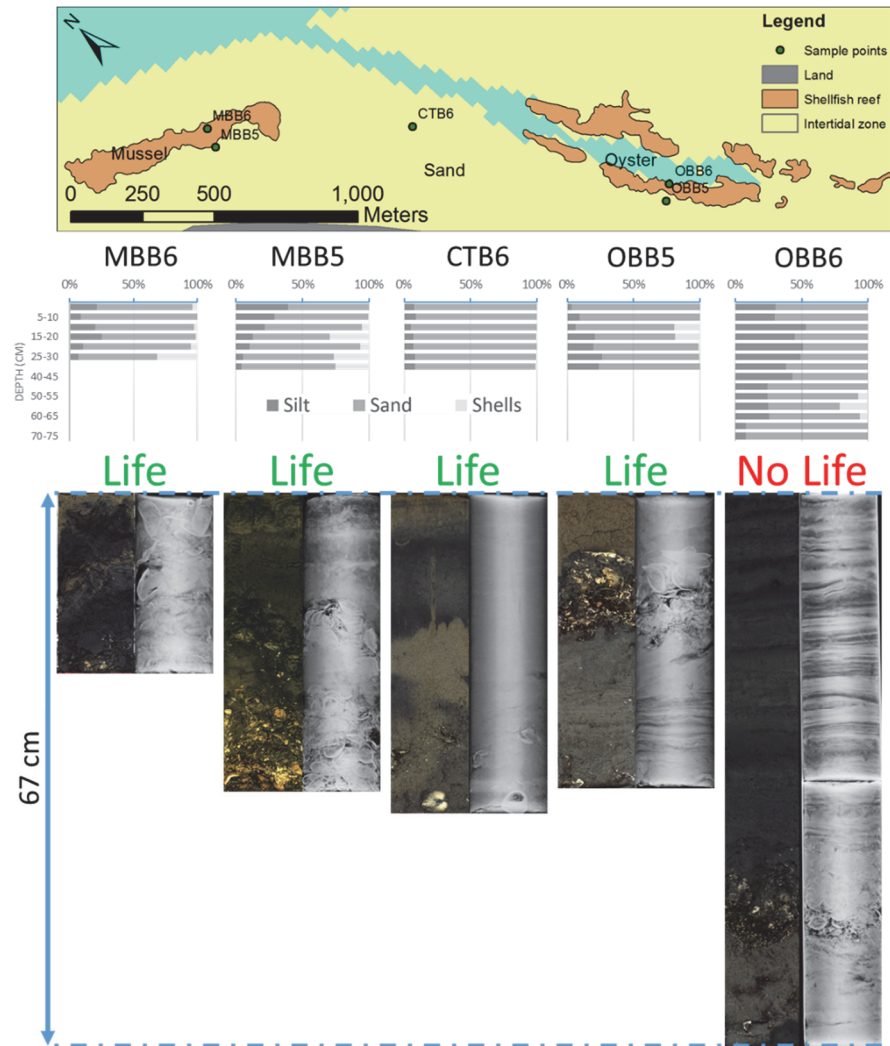 N
Legend
Sample points
Land
Shellfish reef
Intertidal zone
MBB6
MBB5
CTB6
Mussel
Sand
Oyster
OBB6
OBB5
0 250 500 1,000
Meters
MBB6 MBB5 CTB6 OBB5 OBB6
0% 50% 100% 0% 50% 100% 0% 50% 100% 0% 50% 100% 0% 50% 100%
DEPTH (CM)
5-10
15-20
25-30
40-45
50-55
60-65
70-75
Silt Sand Shells
Life Life Life Life No Life
67 cm